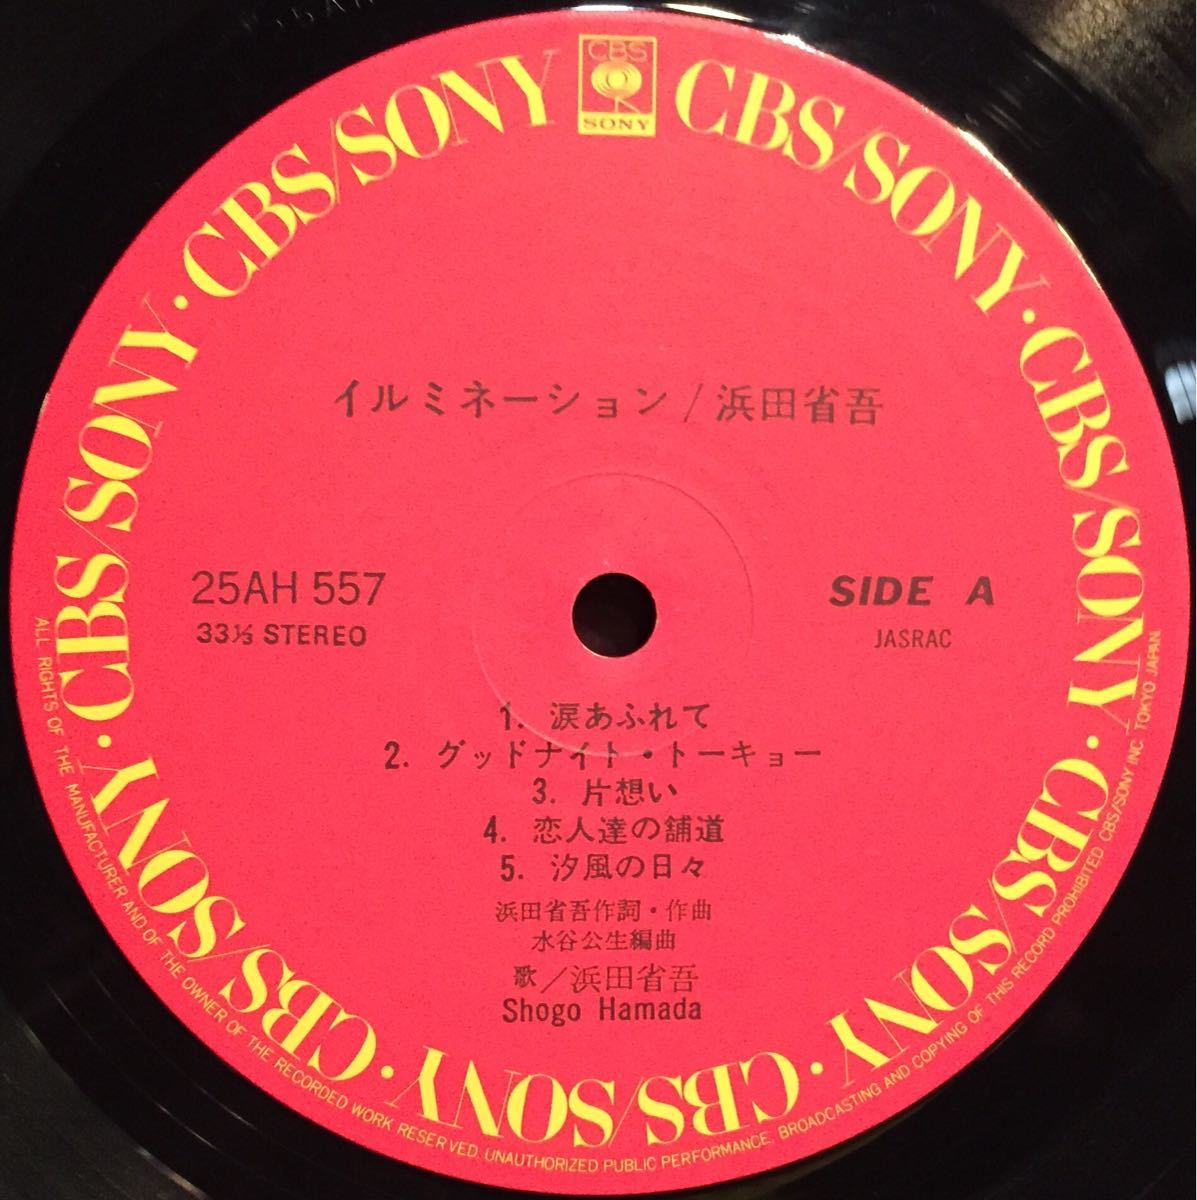 CBS
SONY
CBS/SONY · CBS/SONY · CBS/SONY · CBS/SONY · CBS/SONY · CBS/SONY · CBS/SONY · CBS/SONY · CBS/SONY
イルミネーション/浜田省吾
25AH 557
33⅓ STEREO
SIDE A
JASRAC
1. 涙あふれて
2. グッドナイト・トーキョー
3. 片想い
4. 恋人達の舗道
5. 汐風の日々
浜田省吾作詞・作曲
水谷公生編曲
歌/浜田省吾
Shogo Hamada
ALL RIGHTS OF THE MANUFACTURER AND OF THE OWNER OF THE RECORDED WORK RESERVED. UNAUTHORIZED PUBLIC PERFORMANCE, BROADCASTING AND COPYING OF THIS RECORD PROHIBITED CBS/SONY INC. TOKYO JAPAN.